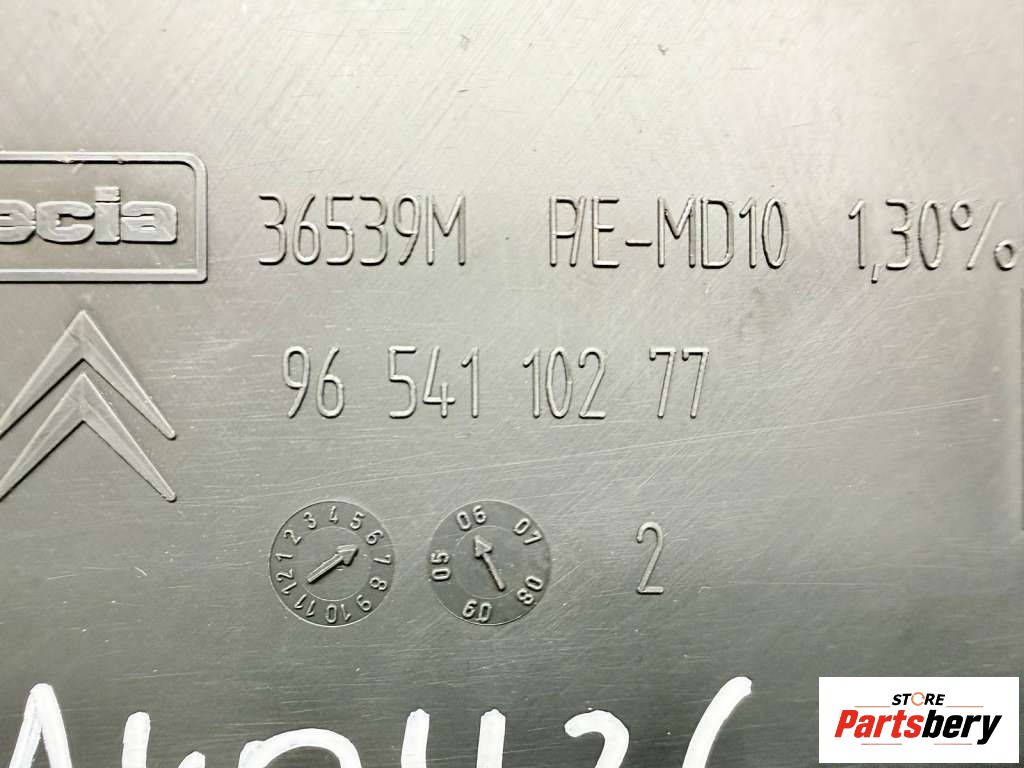 ecia 36539M P/E-MD10 1,30%
96 541 102 77
1 2 3 4 5 6 7 8 9 10 11 12
05 06 07 08 09
2
STORE
Partsbery